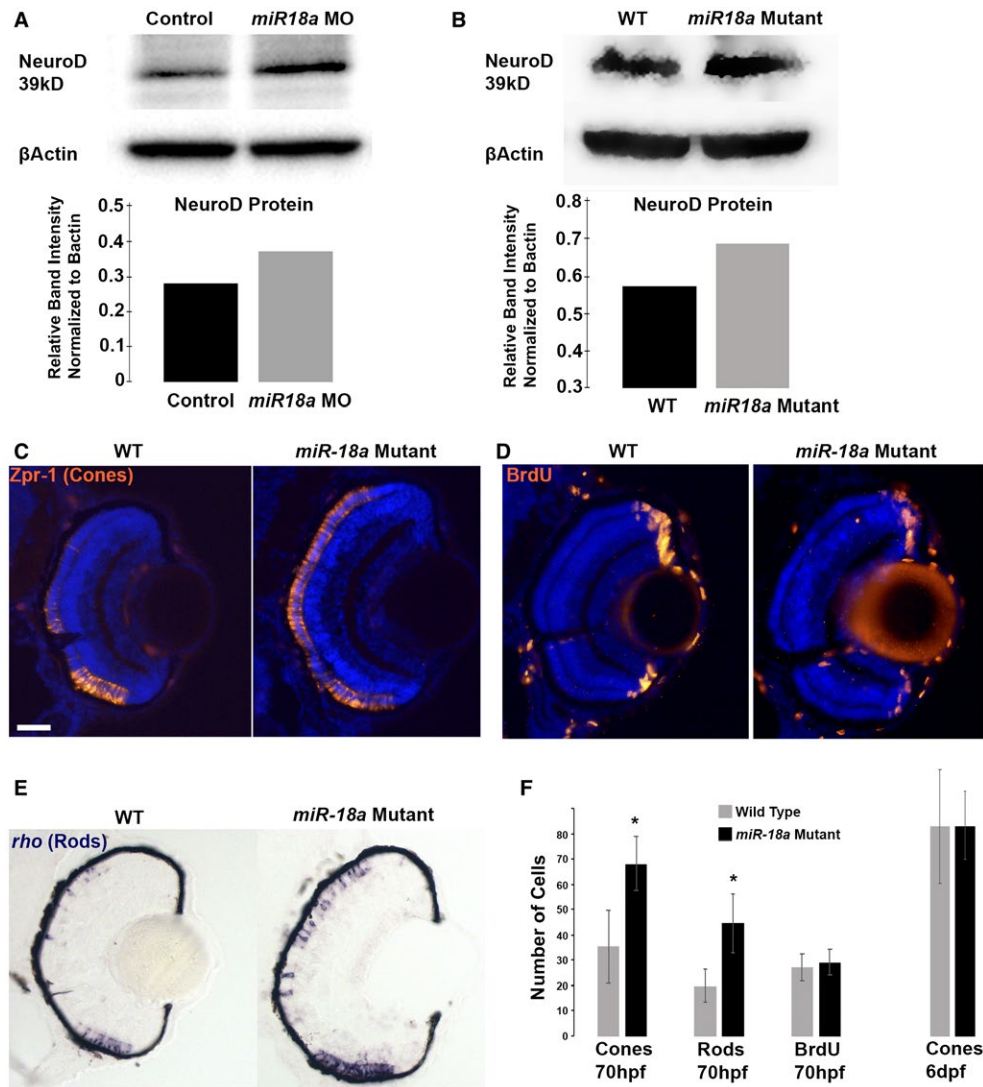 A
Control miR18a MO
NeuroD
39kD
βActin
NeuroD Protein
Relative Band Intensity
Normalized to Bactin
0.5
0.4
0.3
0.2
0.1
0
Control miR18a MO
B
WT miR18a Mutant
NeuroD
39kD
βActin
NeuroD Protein
Relative Band Intensity
Normalized to Bactin
0.8
0.7
0.6
0.5
0.4
0.3
WT miR18a Mutant
C
WT miR-18a Mutant
Zpr-1 (Cones)
D
WT miR-18a Mutant
BrdU
E
WT miR-18a Mutant
rho (Rods)
F
Wild Type
miR-18a Mutant
Number of Cells
80
70
60
50
40
30
20
10
0
* *
Cones Rods BrdU Cones
70hpf 70hpf 70hpf 6dpf